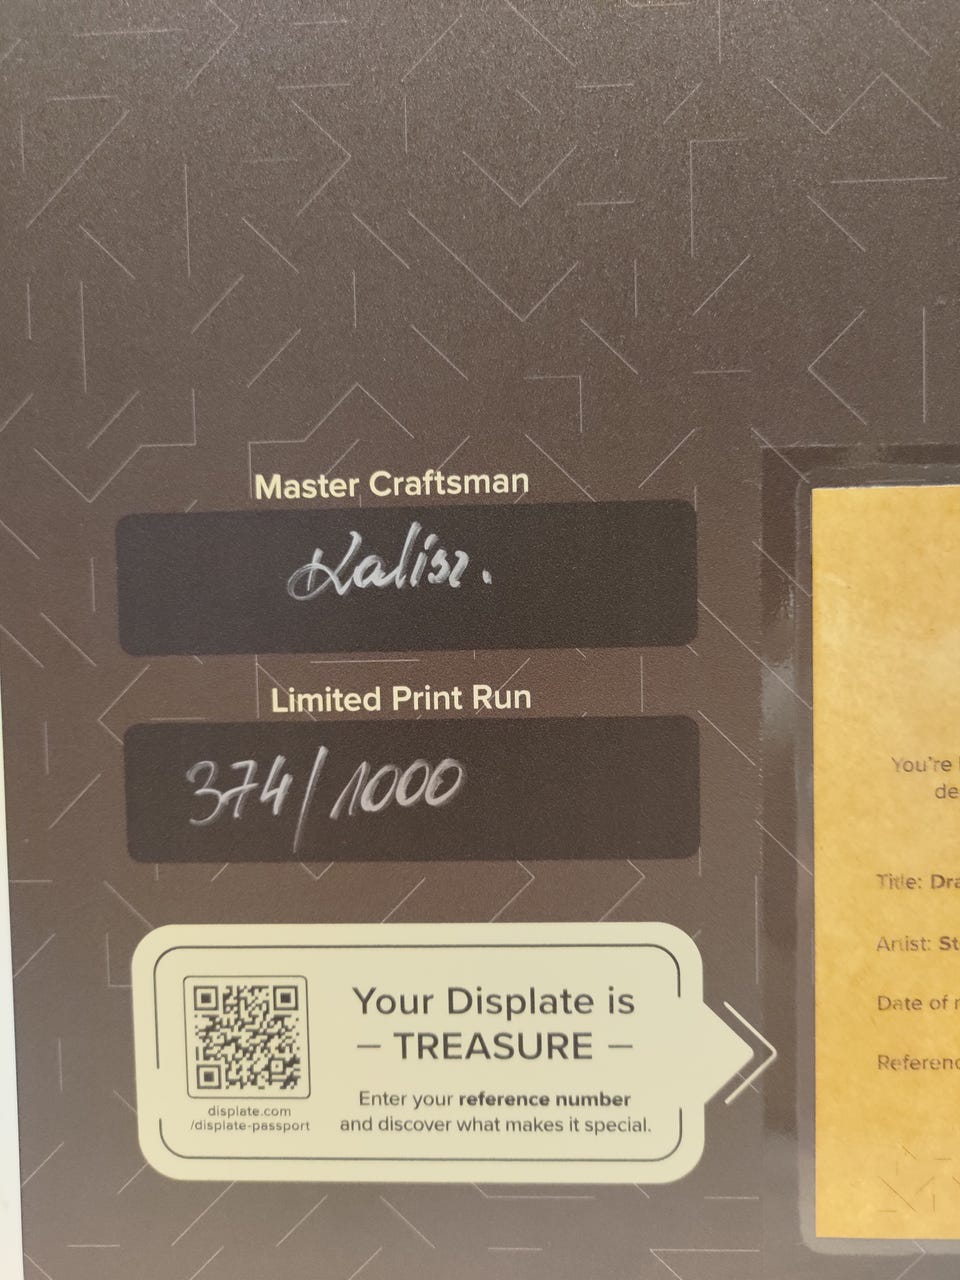 Master Craftsman
Kalisz.
Limited Print Run
374/1000
Your Displate is
— TREASURE —
Enter your reference number
and discover what makes it special.
displate.com
/displate-passport
You're
de
Title: Dra
Artist: St
Date of
Referenc